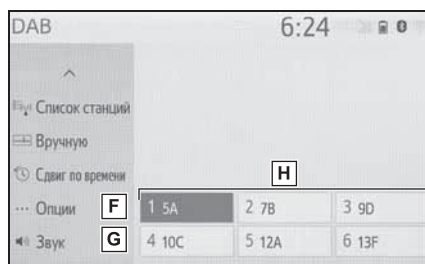 DAB 6:24
Список станций
Вручную
H
Сдвиг по времени
Опции F 1 5A 2 7B 3 9D
Звук G 4 10C 5 12A 6 13F